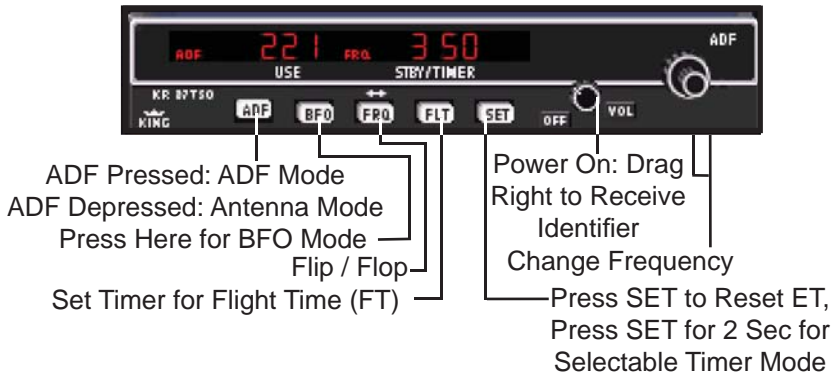 ADF 221 FRQ 350 ADF
USE STBY/TIMER
KR 87TSO
KING ADF BFO FRQ FLT SET OFF VOL
ADF Pressed: ADF Mode
ADF Depressed: Antenna Mode
Press Here for BFO Mode
Flip / Flop
Set Timer for Flight Time (FT)
Power On: Drag
Right to Receive
Identifier
Change Frequency
Press SET to Reset ET,
Press SET for 2 Sec for
Selectable Timer Mode